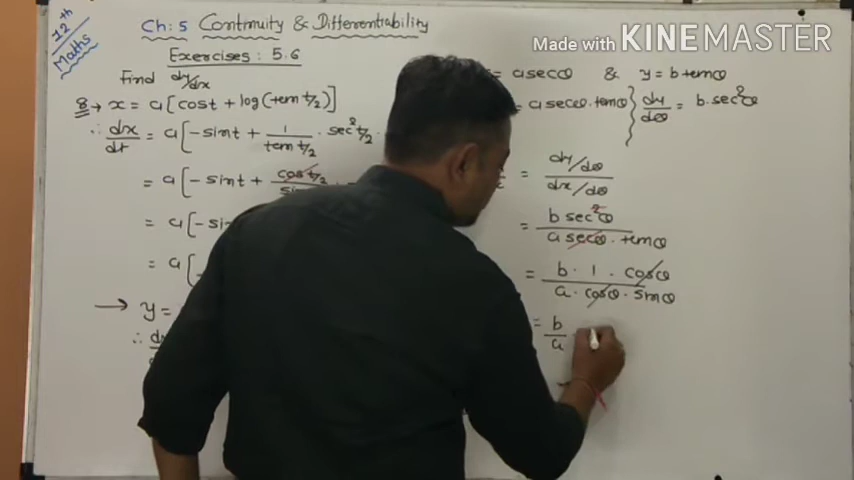 12th Maths
Ch: 5 Continuity & Differentiability
Made with KINEMASTER
Exercises: 5.6
Find dy/dx
8 → x = a[cost + log(tan t/2)]
∴ dx/dt = a[-sint + 1/tan t/2 · sec² t/2 ·
= a[-sint + cos t/2 /
= a[-si
= a[
→ y =
∴
= a secθ & y = b tanθ
= a secθ · tanθ } dy/dθ = b · sec²θ
= dy/dθ / dx/dθ
= b sec²θ / a secθ · tanθ
= b · 1 · cosθ / a · cosθ · sinθ
= b/a